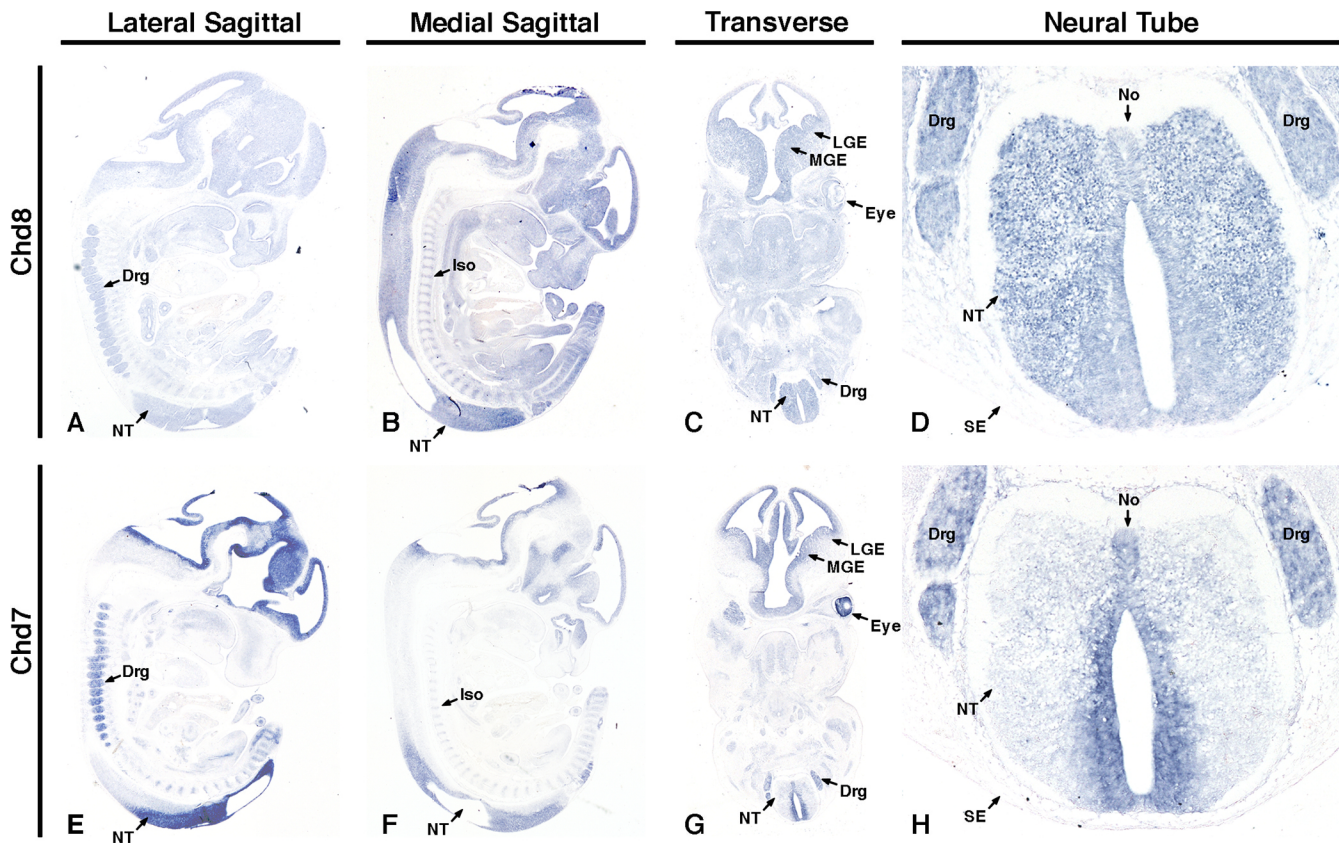 Lateral Sagittal
Medial Sagittal
Transverse
Neural Tube
Chd8
Drg
NT
A
Iso
NT
B
LGE
MGE
Eye
Drg
NT
C
No
Drg
Drg
NT
SE
D
Chd7
Drg
NT
E
Iso
NT
F
LGE
MGE
Eye
Drg
NT
G
No
Drg
Drg
NT
SE
H